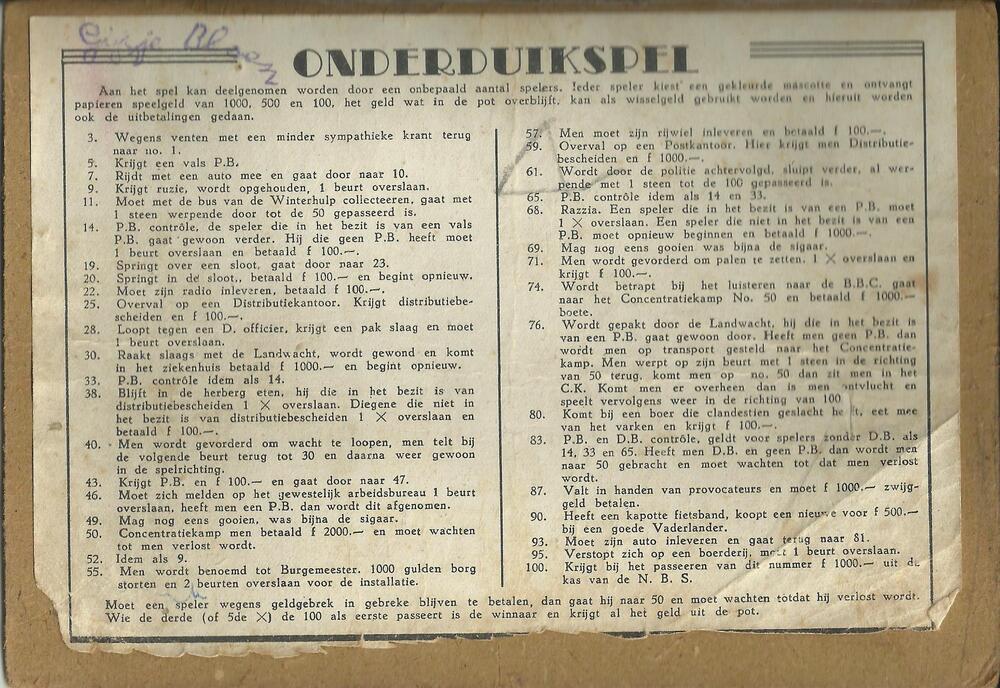 ONDERDUIKSPEL
Aan het spel kan deelgenomen worden door een onbepaald aantal spelers. Ieder speler kiest een gekleurde mascotte en ontvangt
papieren speelgeld van 1000, 500 en 100, het geld wat in de pot overblijft, kan als wisselgeld gebruikt worden en hieruit worden
ook de uitbetalingen gedaan.
3. Wegens venten met een minder sympathieke krant terug
naar no. 1.
5. Krijgt een vals P.B.
7. Rijdt met een auto mee en gaat door naar 10.
9. Krijgt ruzie, wordt opgehouden, 1 beurt overslaan.
11. Moet met de bus van de Winterhulp collecteeren, gaat met
1 steen werpende door tot de 50 gepasseerd is.
14. P.B. contrôle, de speler die in het bezit is van een vals
P.B. gaat gewoon verder. Hij die geen P.B. heeft moet
1 beurt overslaan en betaald f 100.—.
19. Springt over een sloot, gaat door naar 23.
20. Springt in de sloot,, betaald f 100.— en begint opnieuw.
22. Moet zijn radio inleveren, betaald f 100.—.
25. Overval op een Distributiekantoor. Krijgt distributiebe-
scheiden en f 100.—.
28. Loopt tegen een D. officier, krijgt een pak slaag en moet
1 beurt overslaan.
30. Raakt slaags met de Landwacht, wordt gewond en komt
in het ziekenhuis betaald f 1000.— en begint opnieuw.
33. P.B. contrôle idem als 14.
38. Blijft in de herberg eten, hij die in het bezit is van
distributiebescheiden 1 X overslaan. Diegene die niet in
het bezit is van distributiebescheiden 1 X overslaan en
betaald f 100.—.
40. Men wordt gevorderd om wacht te loopen, men telt bij
de volgende beurt terug tot 30 en daarna weer gewoon
in de spelrichting.
43. Krijgt P.B. en f 100.— en gaat door naar 47.
46. Moet zich melden op het gewestelijk arbeidsbureau 1 beurt
overslaan, heeft men een P.B. dan wordt dit afgenomen.
49. Mag nog eens gooien, was bijna de sigaar.
50. Concentratiekamp men betaald f 2000.— en moet wachten
tot men verlost wordt.
52. Idem als 9.
55. Men wordt benoemd tot Burgemeester. 1000 gulden borg
storten en 2 beurten overslaan voor de installatie.
57. Men moet zijn rijwiel inleveren en betaald f 100.—.
59. Overval op een Postkantoor. Hier krijgt men Distributie-
bescheiden en f 1000.—.
61. Wordt door de politie achtervolgd, sluipt verder, al wer-
pende met 1 steen tot de 100 gepasseerd is.
65. P.B. contrôle idem als 14 en 33.
68. Razzia. Een speler die in het bezit is van een P.B. moet
1 X overslaan. Een speler die niet in het bezit is van een
P.B. moet opnieuw beginnen en betaald f 1000.—.
69. Mag nog eens gooien was bijna de sigaar.
71. Men wordt gevorderd om palen te zetten, 1 X overslaan en
krijgt f 100.—.
74. Wordt betrapt bij het luisteren naar de B.B.C. gaat
naar het Concentratiekamp No. 50 en betaald f 1000.—
boete.
76. Wordt gepakt door de Landwacht, hij die in het bezit is
van een P.B. gaat gewoon door. Heeft men geen P.B. dan
wordt men op transport gesteld naar het Concentratie-
kamp. Men werpt op zijn beurt met 1 steen in de richting
van 50 terug, komt men op no. 50 dan zit men in het
C.K. Komt men er overheen dan is men ontvlucht en
speelt vervolgens weer in de richting van 100
80. Komt bij een boer die clandestien geslacht heeft, eet mee
van het varken en krijgt f 100.—.
83. P.B. en D.B. contrôle, geldt voor spelers zonder D.B. als
14, 33 en 65. Heeft men D.B. en geen P.B. dan wordt men
naar 50 gebracht en moet wachten tot dat men verlost
wordt.
87. Valt in handen van provocateurs en moet f 1000.— zwijg-
geld betalen.
90. Heeft een kapotte fietsband, koopt een nieuwe voor f 500.—
bij een goede Vaderlander.
93. Moet zijn auto inleveren en gaat terug naar 81.
95. Verstopt zich op een boerderij, moet 1 beurt overslaan.
100. Krijgt bij het passeeren van dit nummer f 1000.— uit de
kas van de N. B. S.
Moet een speler wegens geldgebrek in gebreke blijven te betalen, dan gaat hij naar 50 en moet wachten totdat hij verlost wordt.
Wie de derde (of 5de X) de 100 als eerste passeert is de winnaar en krijgt al het geld uit de pot.